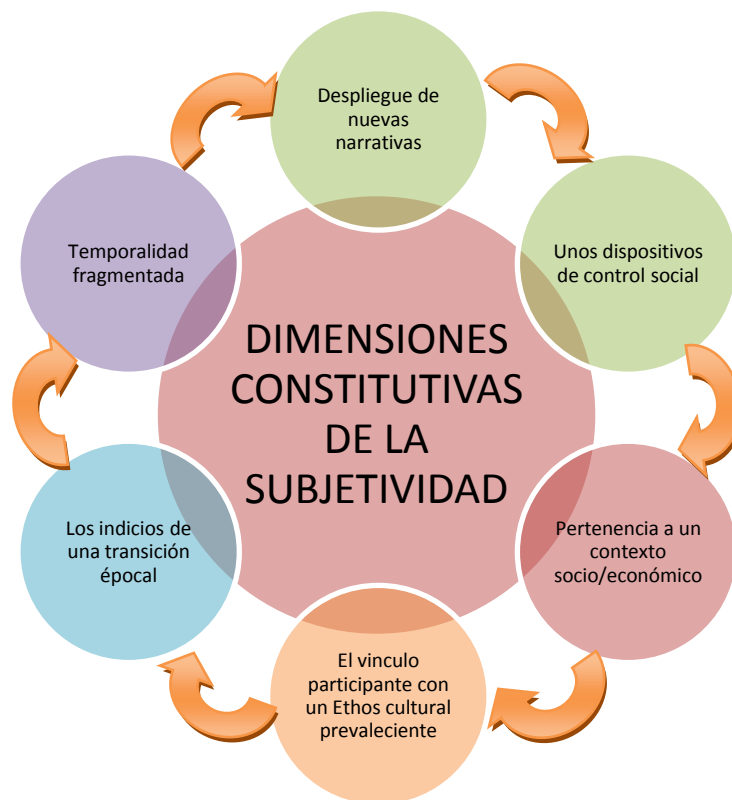 Despliegue de
nuevas
narrativas
Unos dispositivos
de control social
Pertenencia a un
contexto
socio/económico
El vinculo
participante con
un Ethos cultural
prevaleciente
Los indicios de
una transición
épocal
Temporalidad
fragmentada
DIMENSIONES
CONSTITUTIVAS
DE LA
SUBJETIVIDAD